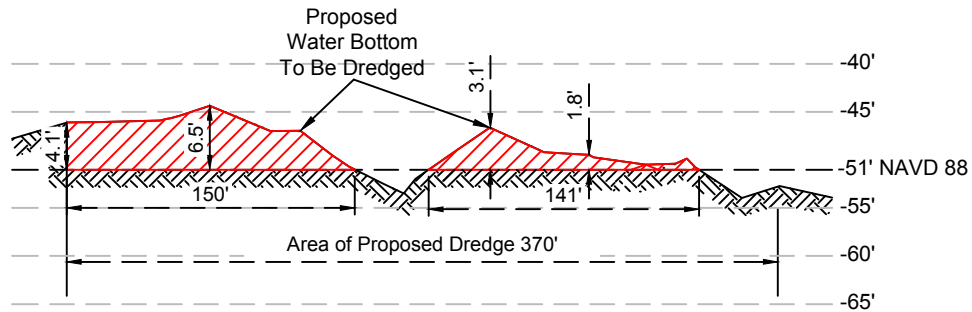 Proposed
Water Bottom
To Be Dredged
-40'
-45'
3.1'
1.8'
4.1'
6.5'
-51' NAVD 88
150'
141'
-55'
Area of Proposed Dredge 370'
-60'
-65'